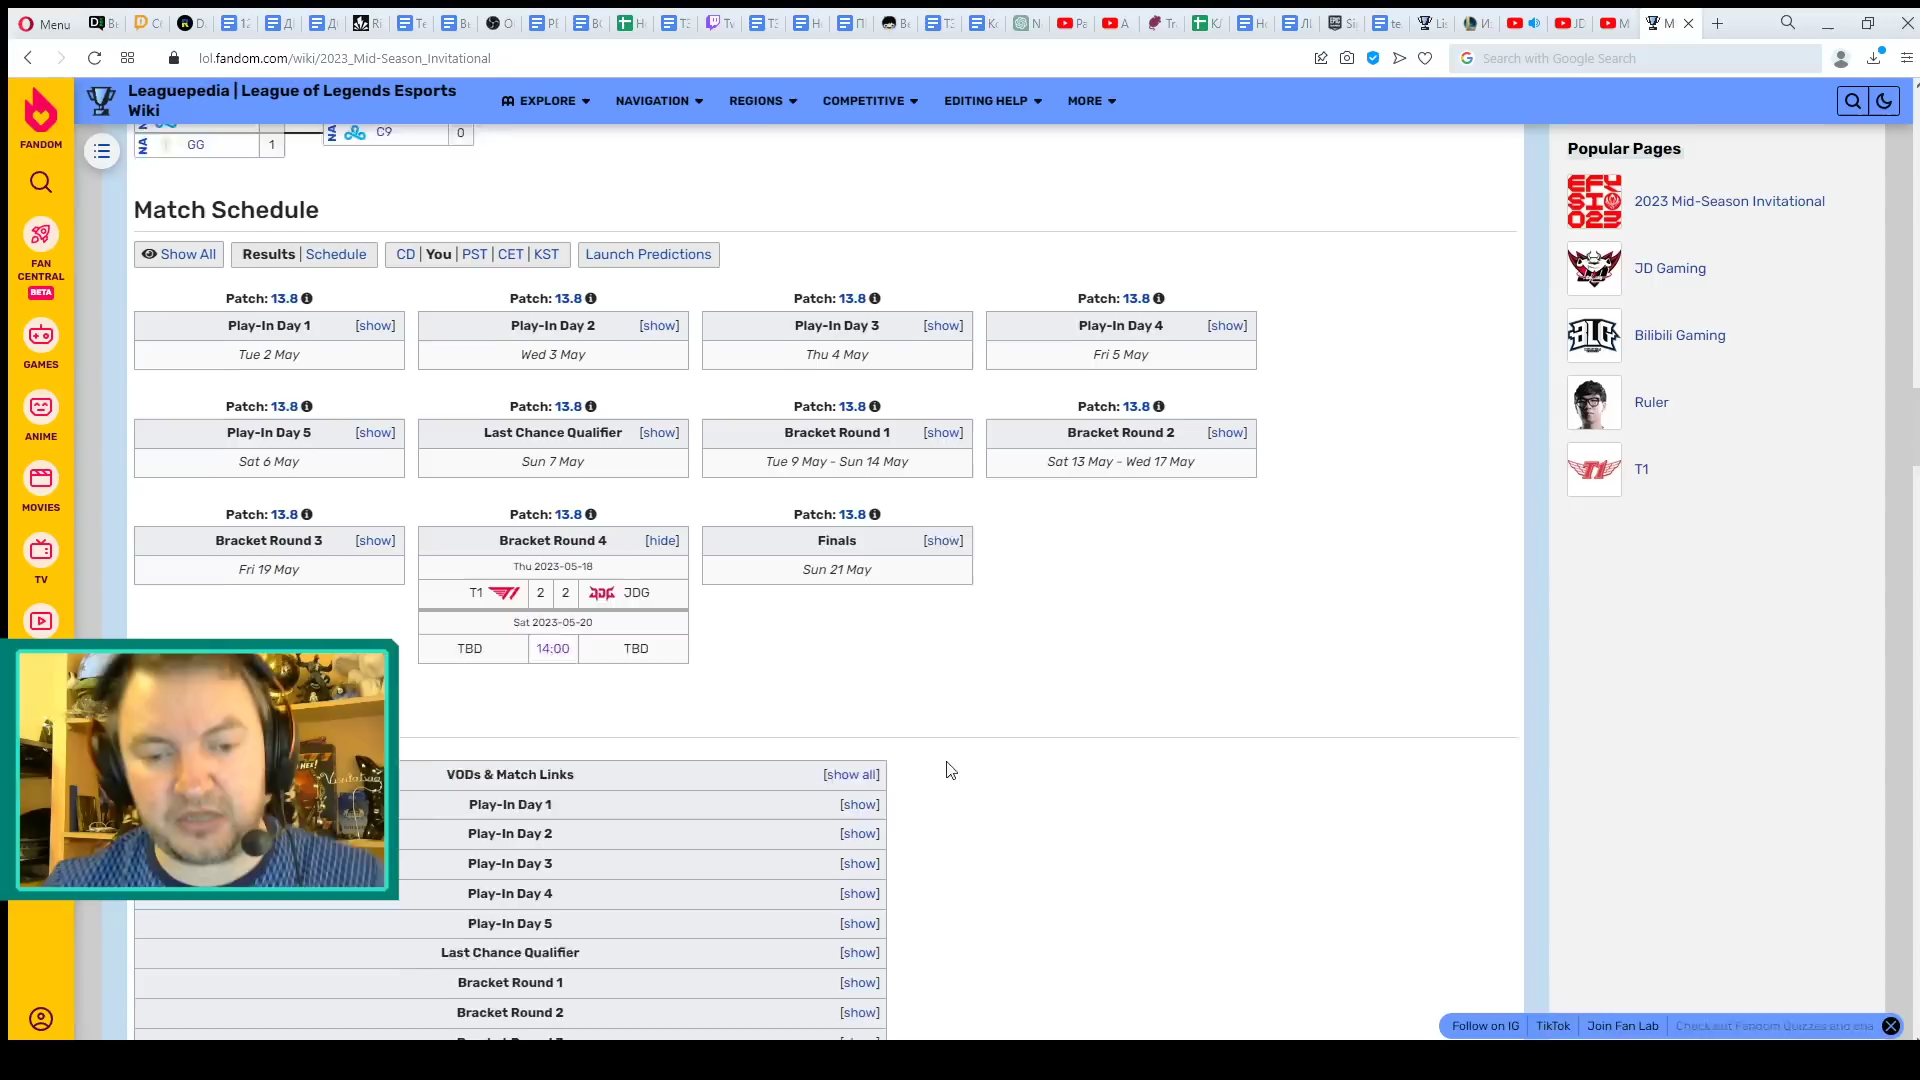 Menu
lol.fandom.com/wiki/2023_Mid-Season_Invitational
Search with Google Search
Leaguepedia | League of Legends Esports
Wiki
EXPLORE NAVIGATION REGIONS COMPETITIVE EDITING HELP MORE
FANDOM
FAN
CENTRAL
BETA
GAMES
ANIME
MOVIES
TV
NA C9 0
NA GG 1
Match Schedule
Show All Results | Schedule CD | You | PST | CET | KST Launch Predictions
Patch: 13.8 Patch: 13.8 Patch: 13.8 Patch: 13.8
Play-In Day 1 [show] Play-In Day 2 [show] Play-In Day 3 [show] Play-In Day 4 [show]
Tue 2 May Wed 3 May Thu 4 May Fri 5 May
Patch: 13.8 Patch: 13.8 Patch: 13.8 Patch: 13.8
Play-In Day 5 [show] Last Chance Qualifier [show] Bracket Round 1 [show] Bracket Round 2 [show]
Sat 6 May Sun 7 May Tue 9 May - Sun 14 May Sat 13 May - Wed 17 May
Patch: 13.8 Patch: 13.8 Patch: 13.8
Bracket Round 3 [show] Bracket Round 4 [hide] Finals [show]
Fri 19 May Thu 2023-05-18 Sun 21 May
T1 2 2 JDG
Sat 2023-05-20
TBD 14:00 TBD
VODs & Match Links [show all]
Play-In Day 1 [show]
Play-In Day 2 [show]
Play-In Day 3 [show]
Play-In Day 4 [show]
Play-In Day 5 [show]
Last Chance Qualifier [show]
Bracket Round 1 [show]
Bracket Round 2 [show]
Popular Pages
2023 Mid-Season Invitational
JD Gaming
Bilibili Gaming
Ruler
T1
Follow on IG TikTok Join Fan Lab